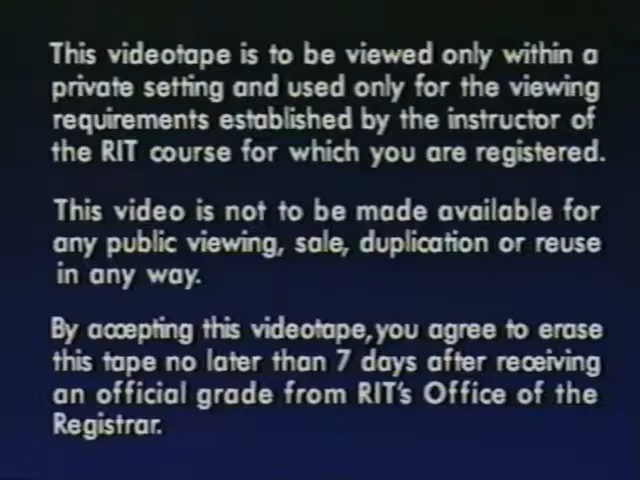 This videotape is to be viewed only within a
private setting and used only for the viewing
requirements established by the instructor of
the RIT course for which you are registered.
This video is not to be made available for
any public viewing, sale, duplication or reuse
in any way.
By accepting this videotape, you agree to erase
this tape no later than 7 days after receiving
an official grade from RIT's Office of the
Registrar.